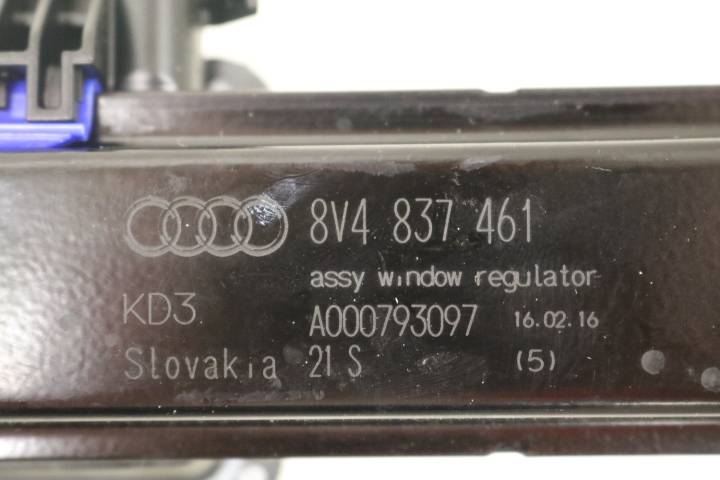 8V4 837 461
assy window regulator
KD3. A000793097 16.02.16
Slovakia 21 S (5)